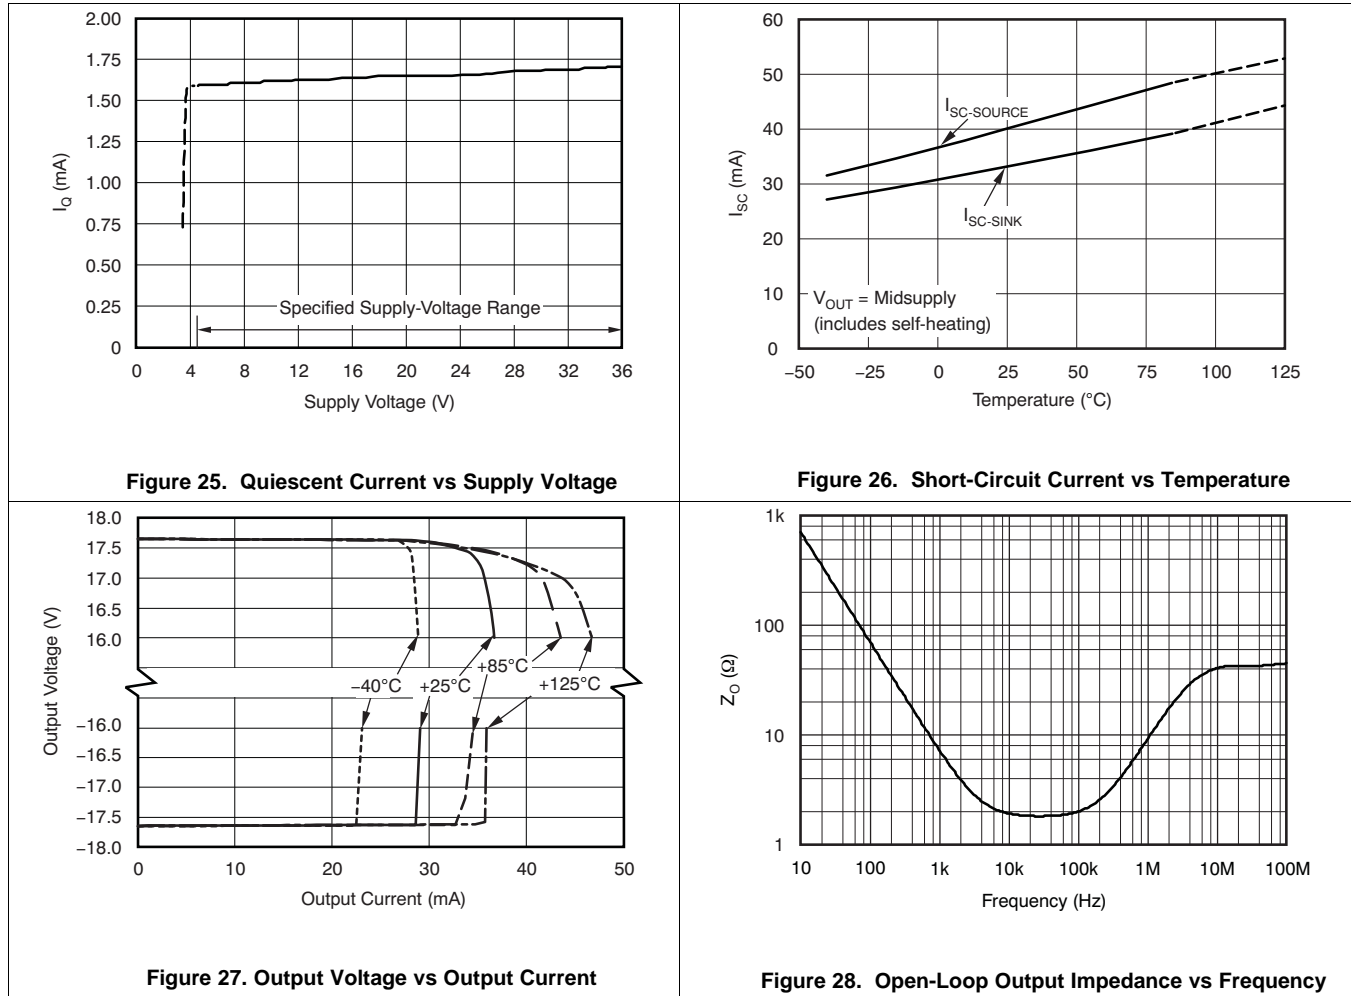 2.00
1.75
1.50
1.25
1.00
0.75
0.50
0.25
0
I_Q (mA)
Specified Supply-Voltage Range
0 4 8 12 16 20 24 28 32 36
Supply Voltage (V)
Figure 25. Quiescent Current vs Supply Voltage
60
50
40
30
20
10
0
I_SC (mA)
I_SC-SOURCE
I_SC-SINK
V_OUT = Midsupply
(includes self-heating)
−50 −25 0 25 50 75 100 125
Temperature (°C)
Figure 26. Short-Circuit Current vs Temperature
18.0
17.5
17.0
16.5
16.0
−16.0
−16.5
−17.0
−17.5
−18.0
Output Voltage (V)
−40°C
+25°C
+85°C
+125°C
0 10 20 30 40 50
Output Current (mA)
Figure 27. Output Voltage vs Output Current
1k
100
10
1
Z_O (Ω)
10 100 1k 10k 100k 1M 10M 100M
Frequency (Hz)
Figure 28. Open-Loop Output Impedance vs Frequency